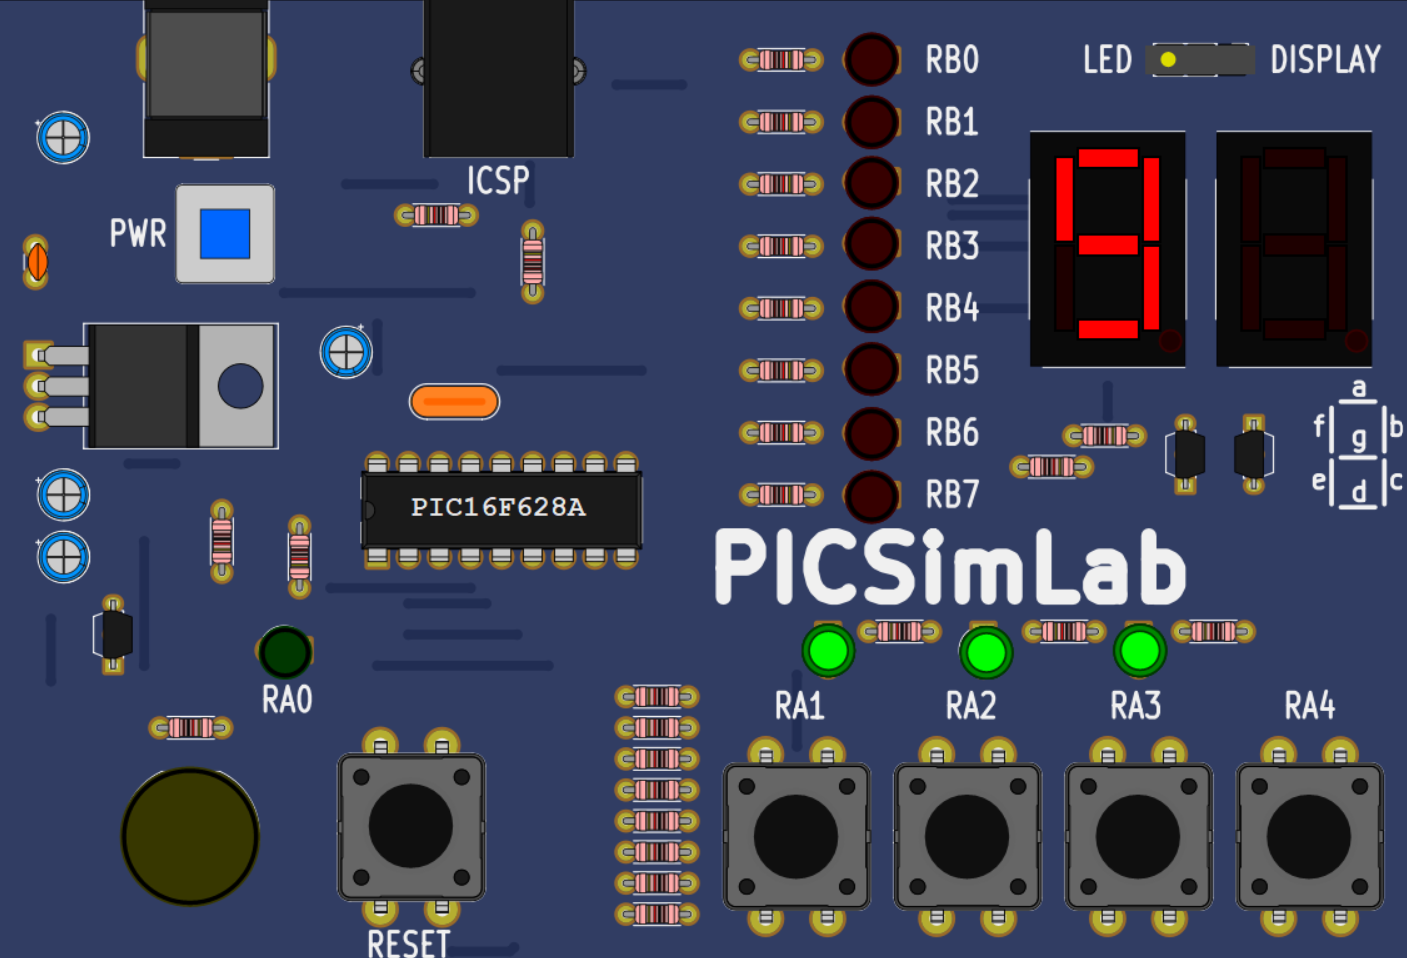 RB0
LED DISPLAY
RB1
ICSP
RB2
PWR
RB3
RB4
RB5
a
f b
g
RB6
e c
d
RB7
PIC16F628A
PICSimLab
RA0
RA1 RA2 RA3 RA4
RESET
9